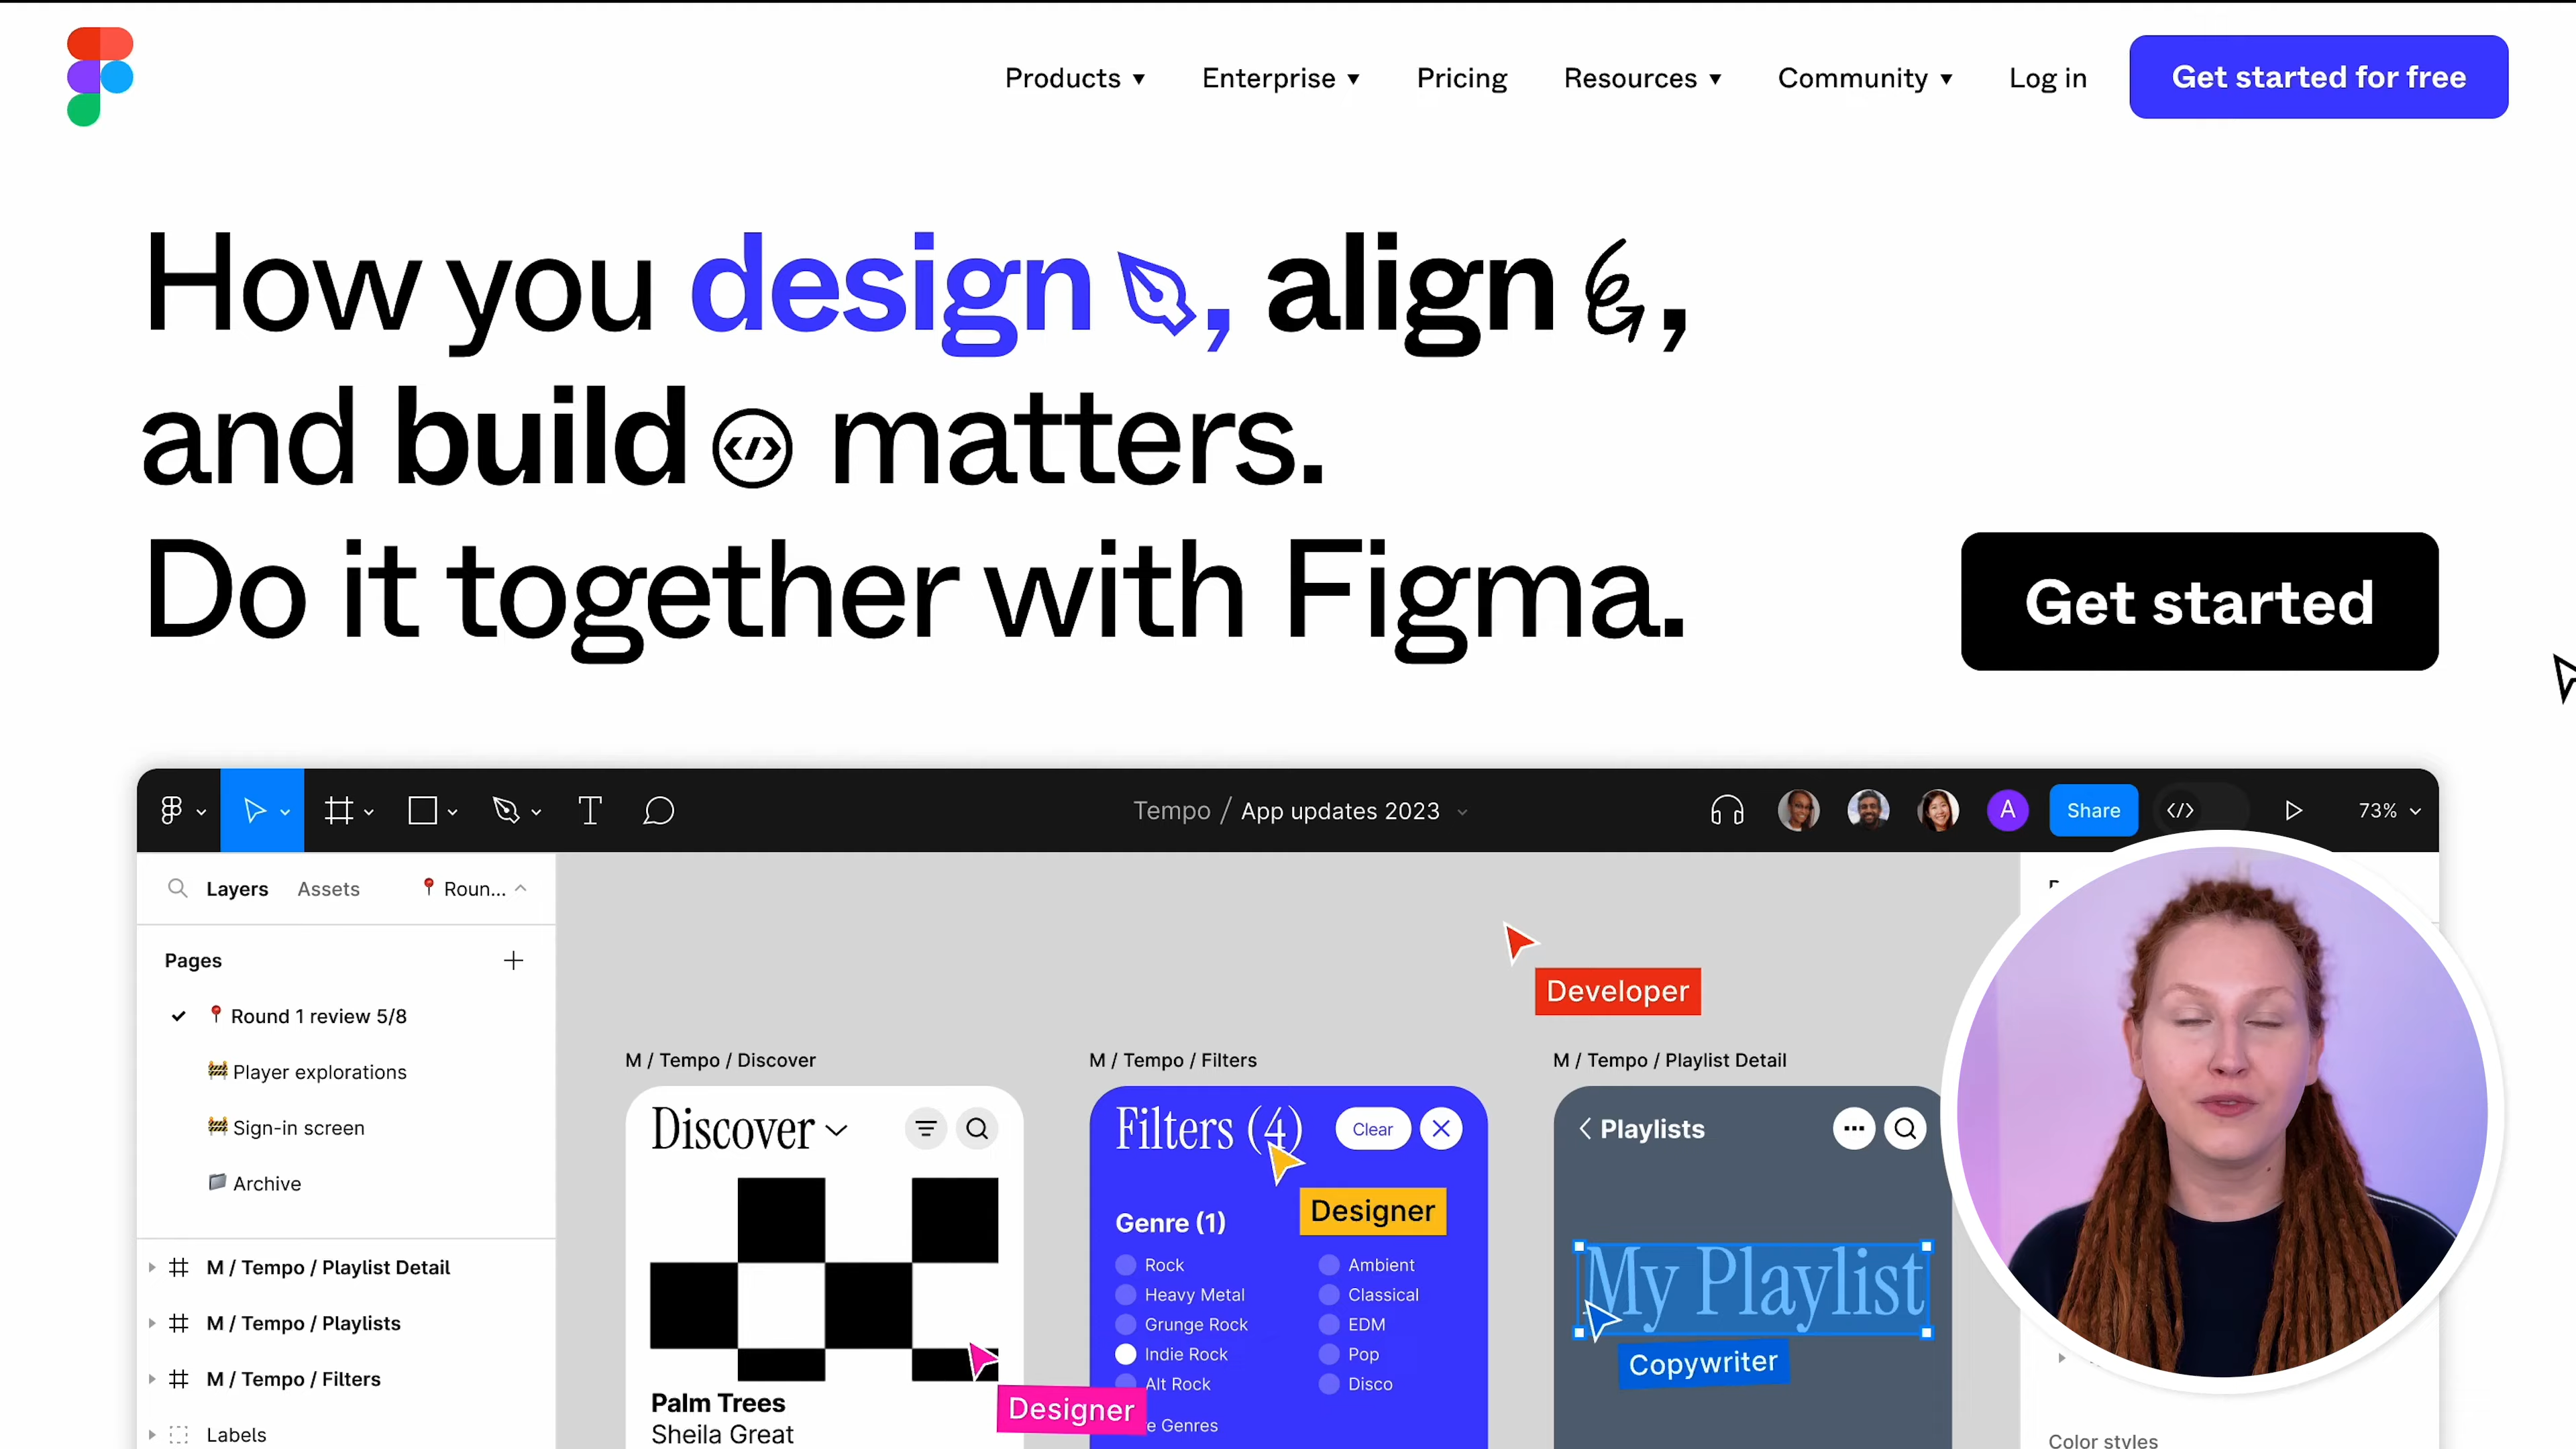 Products
Enterprise
Pricing
Resources
Community
Log in
Get started for free
How you design, align,
and build </> matters.
Do it together with Figma.
Get started
Tempo / App updates 2023
A
Share
</>
73%
Layers
Assets
Roun...
Pages
Round 1 review 5/8
Player explorations
Sign-in screen
Archive
M / Tempo / Playlist Detail
M / Tempo / Playlists
M / Tempo / Filters
Labels
M / Tempo / Discover
Discover
Palm Trees
Sheila Great
Designer
M / Tempo / Filters
Filters (4)
Clear
Designer
Genre (1)
Rock
Ambient
Heavy Metal
Classical
Grunge Rock
EDM
Indie Rock
Pop
Alt Rock
Disco
Genres
Developer
M / Tempo / Playlist Detail
Playlists
My Playlist
Copywriter
Color styles